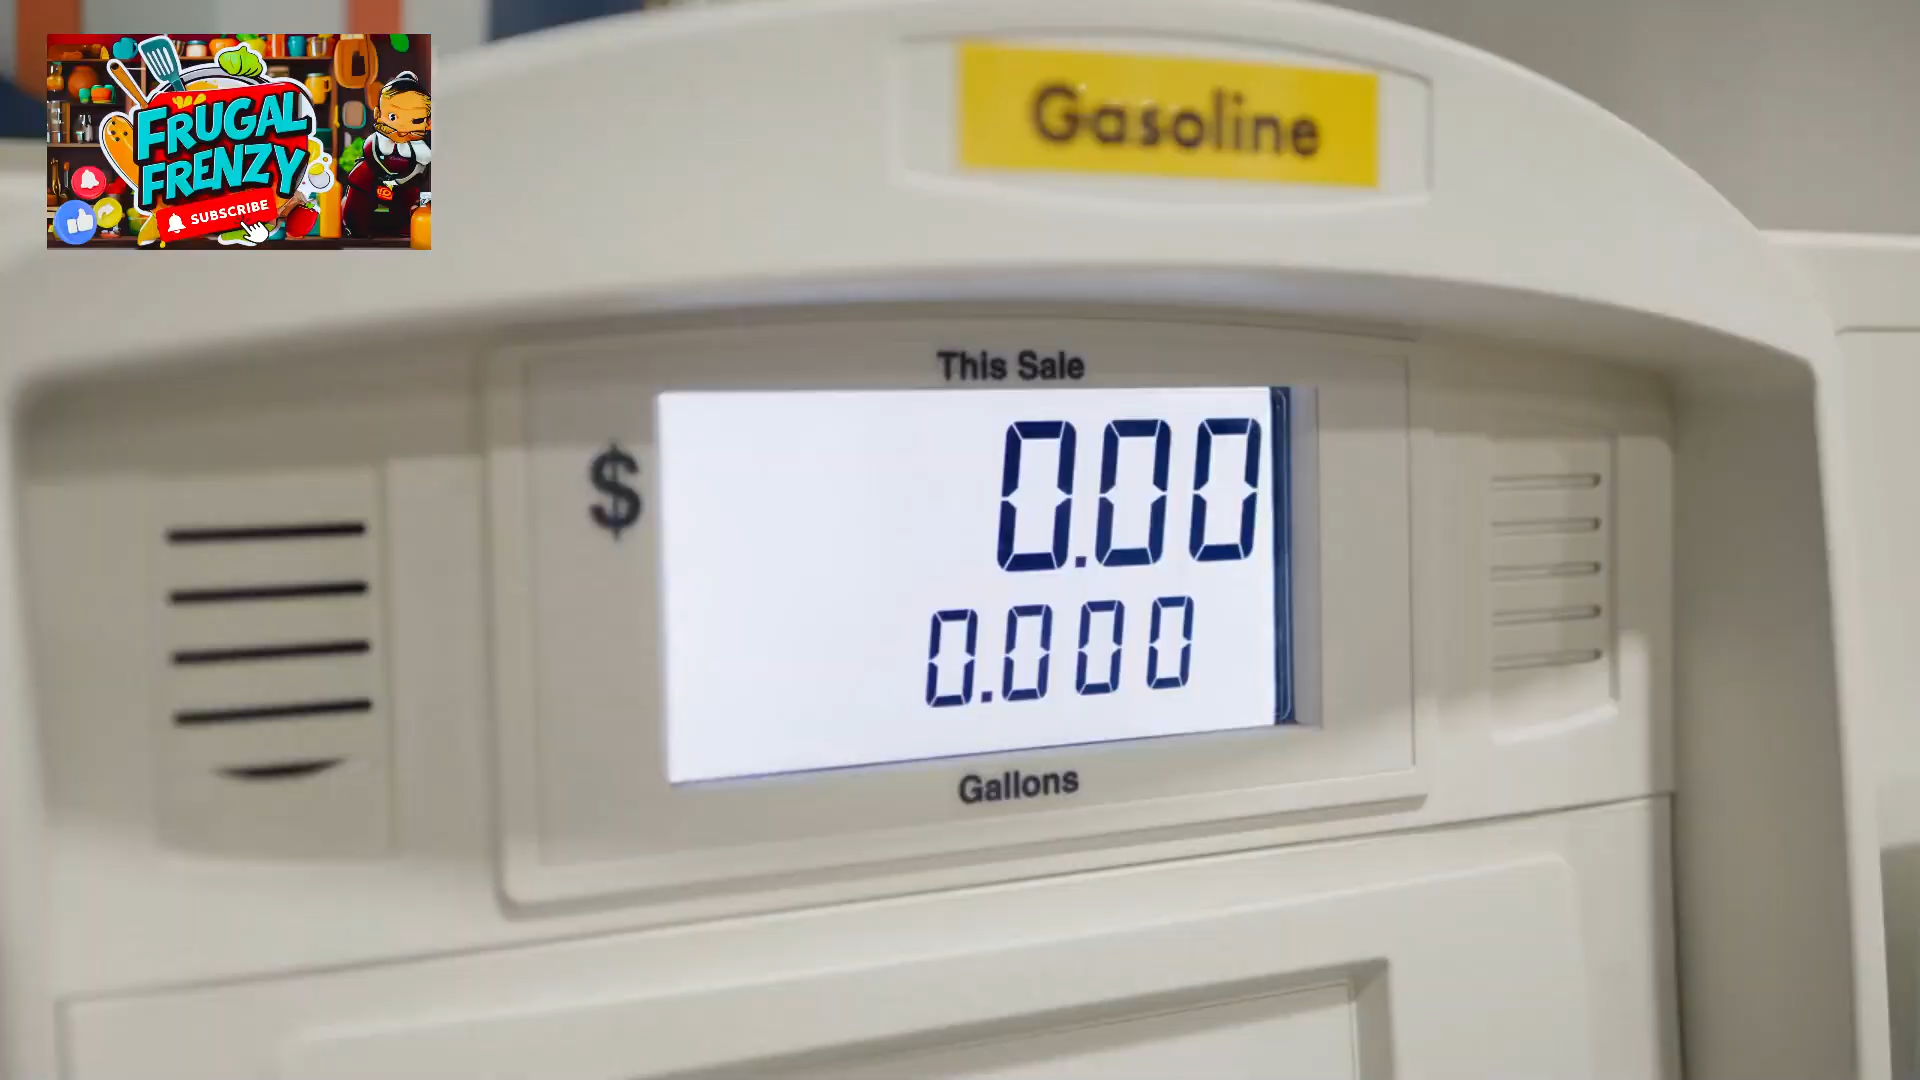 FRUGAL
FRENZY
SUBSCRIBE
Gasoline
This Sale
$
0.00
0.000
Gallons